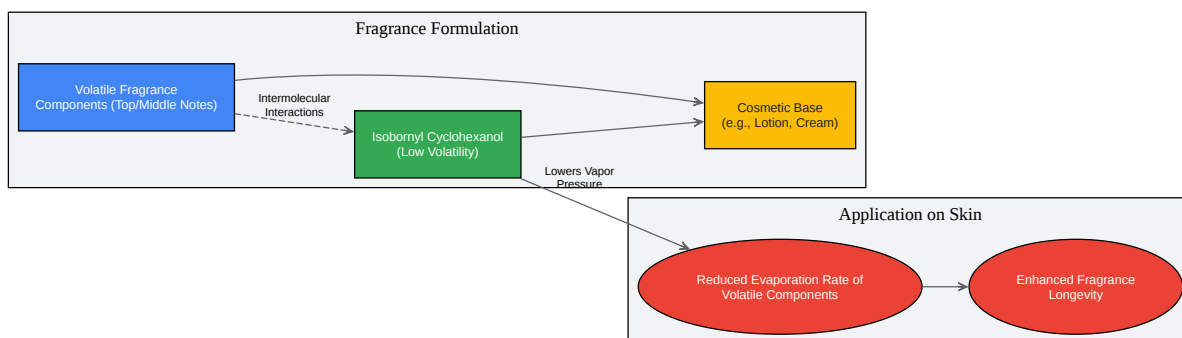 Fragrance Formulation
Volatile Fragrance
Components (Top/Middle Notes)
Intermolecular
Interactions
Isobornyl Cyclohexanol
(Low Volatility)
Cosmetic Base
(e.g., Lotion, Cream)
Lowers Vapor
Pressure
Application on Skin
Reduced Evaporation Rate of
Volatile Components
Enhanced Fragrance
Longevity